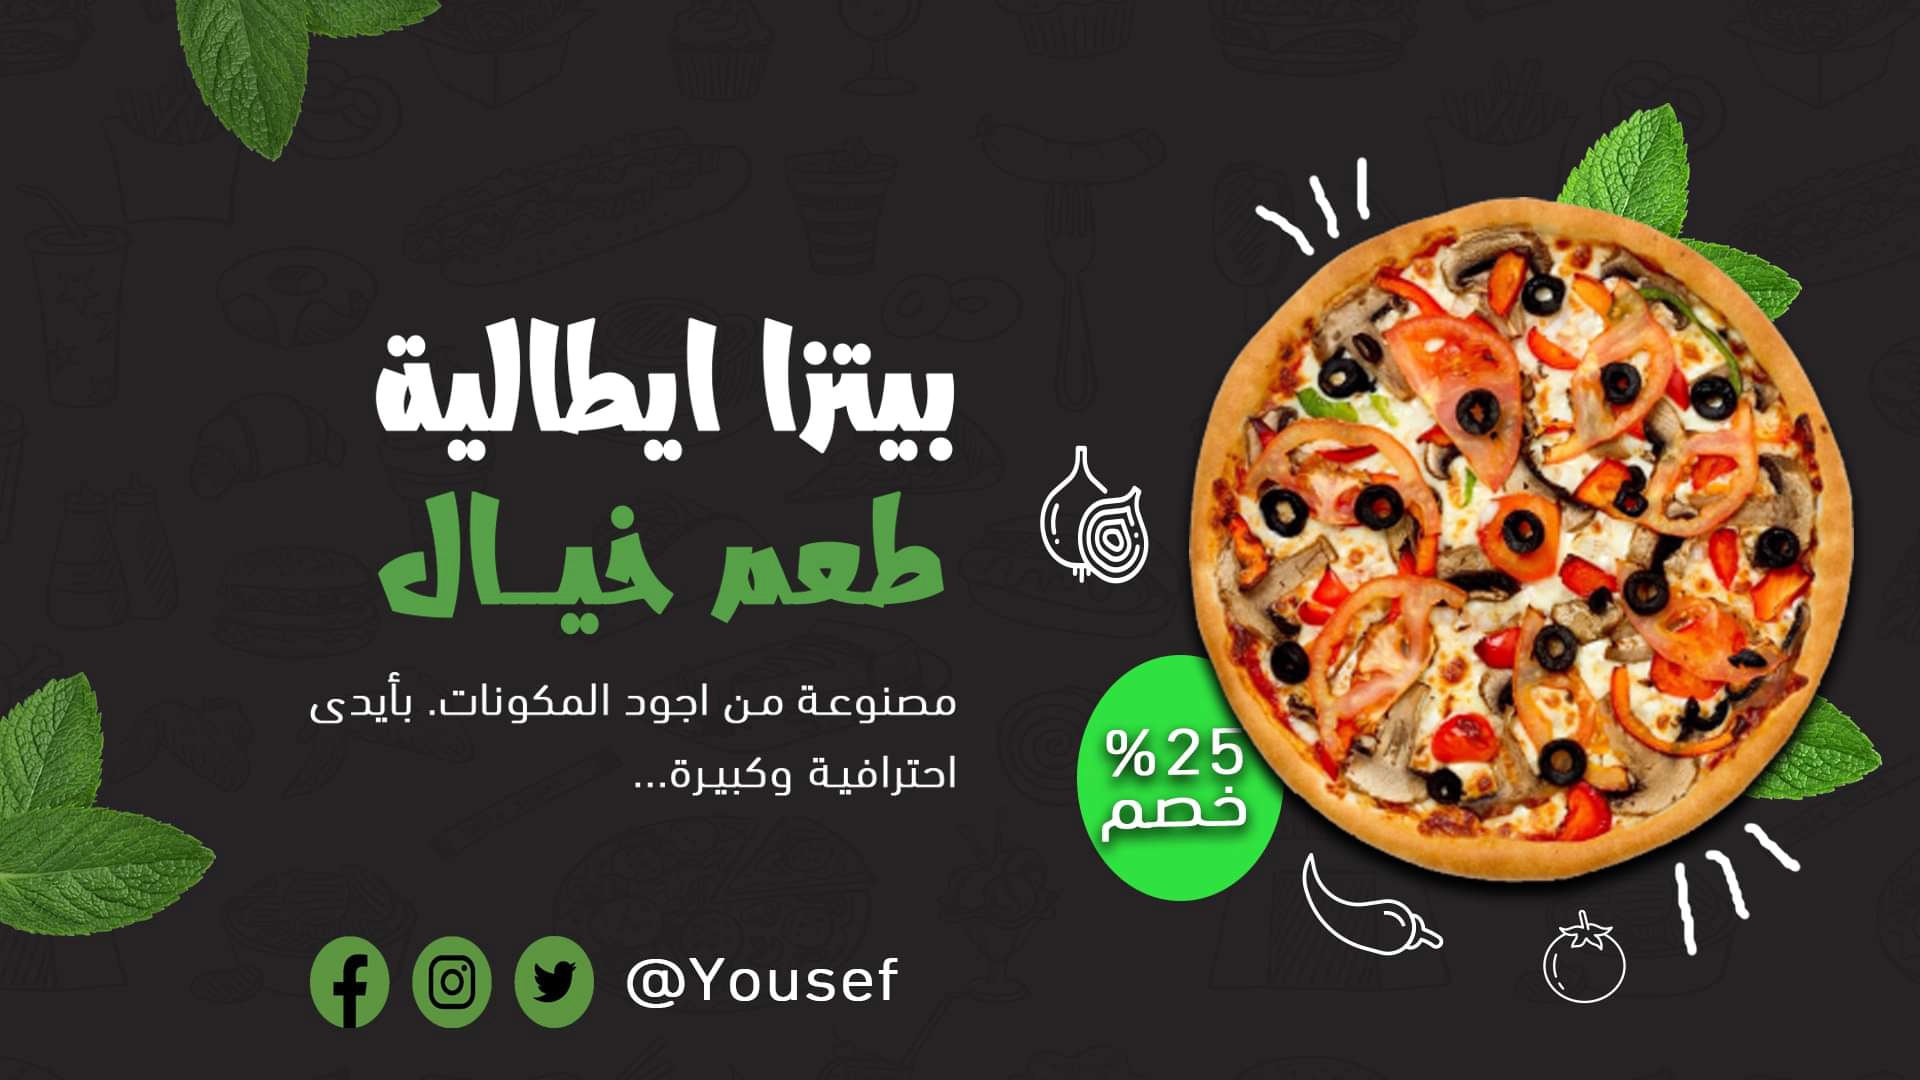 بيتزا ايطالية
طعم خيـال
مصنوعة من اجود المكونات. بأيدى
احترافية وكبيرة...
%25
خصم
@Yousef